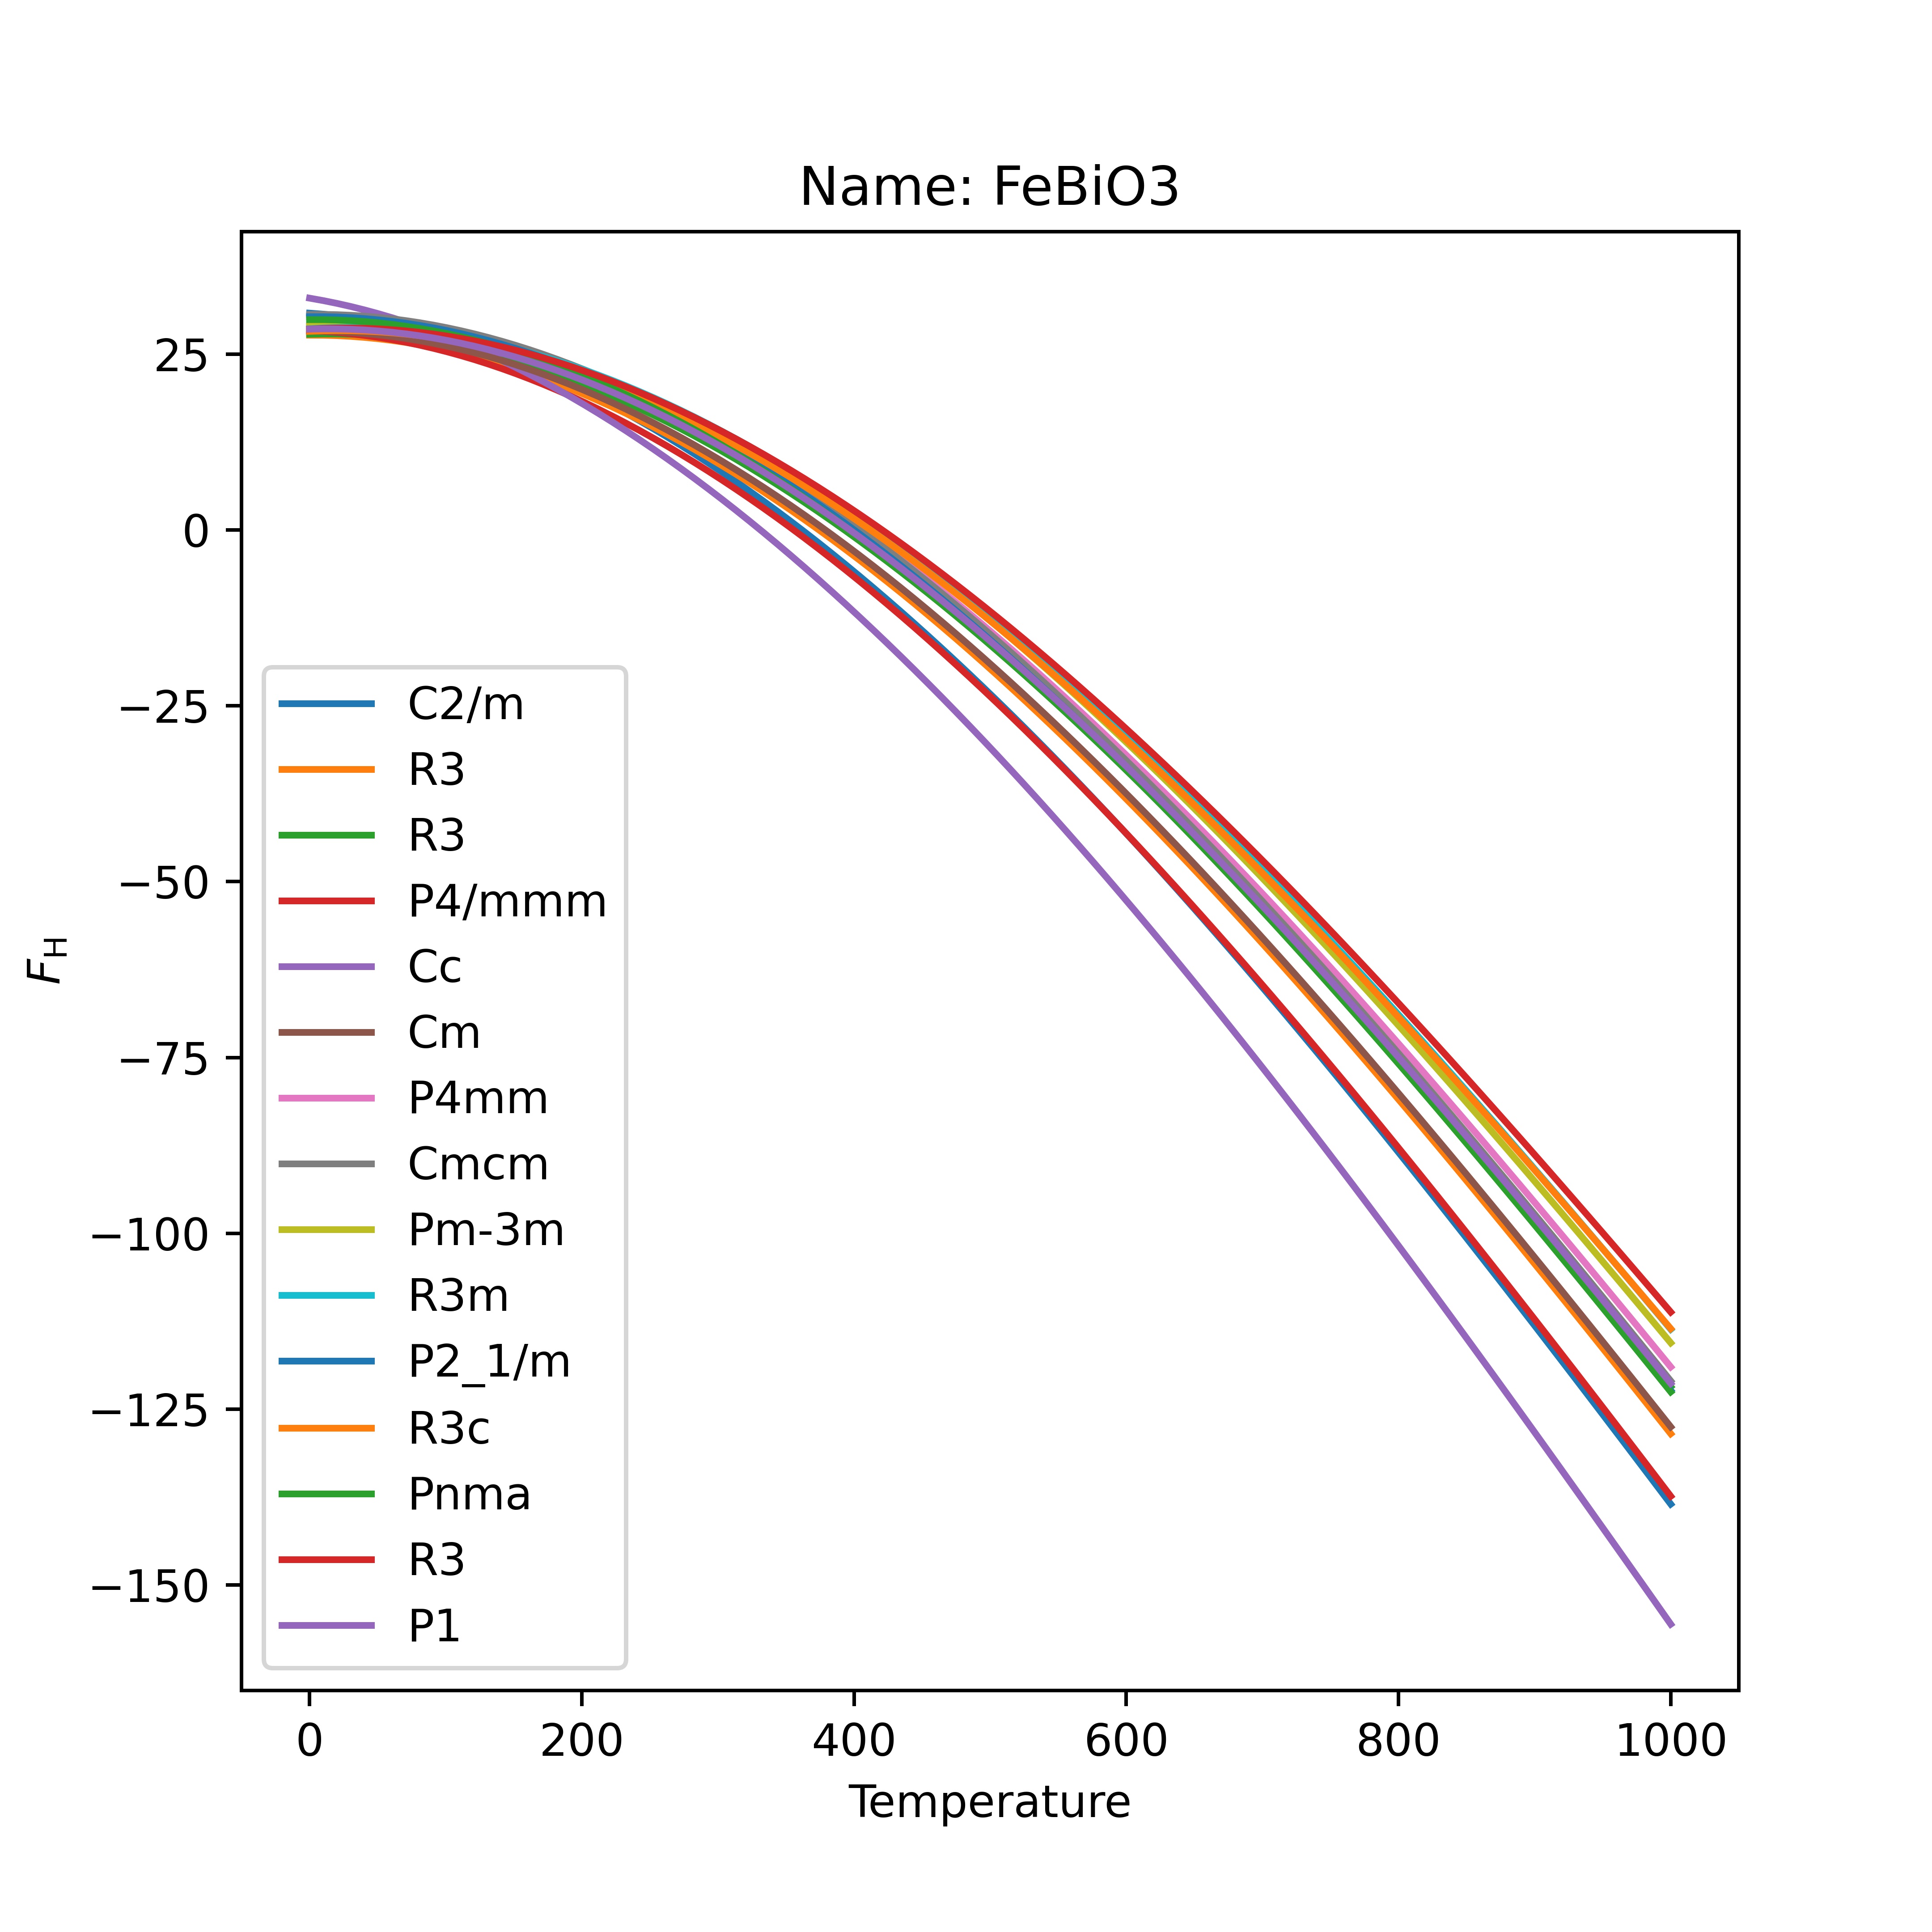 Name: FeBiO3
25
0
−25
−50
−75
−100
−125
−150
F_H
C2/m
R3
R3
P4/mmm
Cc
Cm
P4mm
Cmcm
Pm-3m
R3m
P2_1/m
R3c
Pnma
R3
P1
0 200 400 600 800 1000
Temperature